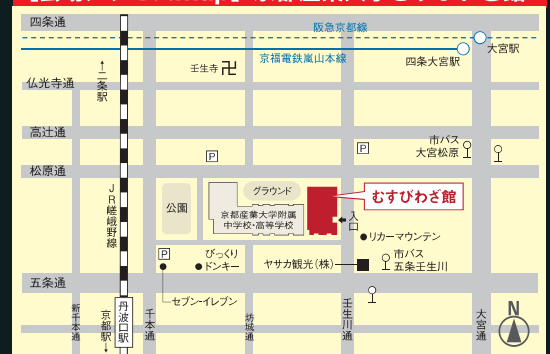 四条通
阪急京都線
大宮駅
京福電鉄嵐山本線
四条大宮駅
壬生寺
仏光寺通
↑二条駅
高辻通
市バス
大宮松原
P
P
松原通
JR嵯峨野線
公園
グラウンド
京都産業大学附属
中学校・高等学校
むすびわざ館
入口
リカーマウンテン
P
びっくり
ドンキー
ヤサカ観光(株)
市バス
五条壬生川
五条通
セブン-イレブン
新千本通
京都駅↓
丹波口駅
千本通
坊城通
壬生川通
大宮通
N